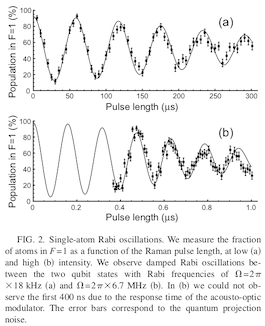 (a)
Population in F=1 (%)
100
80
60
40
20
0
0 50 100 150 200 250 300
Pulse length (μs)
(b)
Population in F=1 (%)
100
80
60
40
20
0
0.0 0.2 0.4 0.6 0.8 1.0
Pulse length (μs)
FIG. 2. Single-atom Rabi oscillations. We measure the fraction
of atoms in F=1 as a function of the Raman pulse length, at low (a)
and high (b) intensity. We observe damped Rabi oscillations be-
tween the two qubit states with Rabi frequencies of Ω=2π
×18 kHz (a) and Ω=2π×6.7 MHz (b). In (b) we could not ob-
serve the first 400 ns due to the response time of the acousto-optic
modulator. The error bars correspond to the quantum projection
noise.